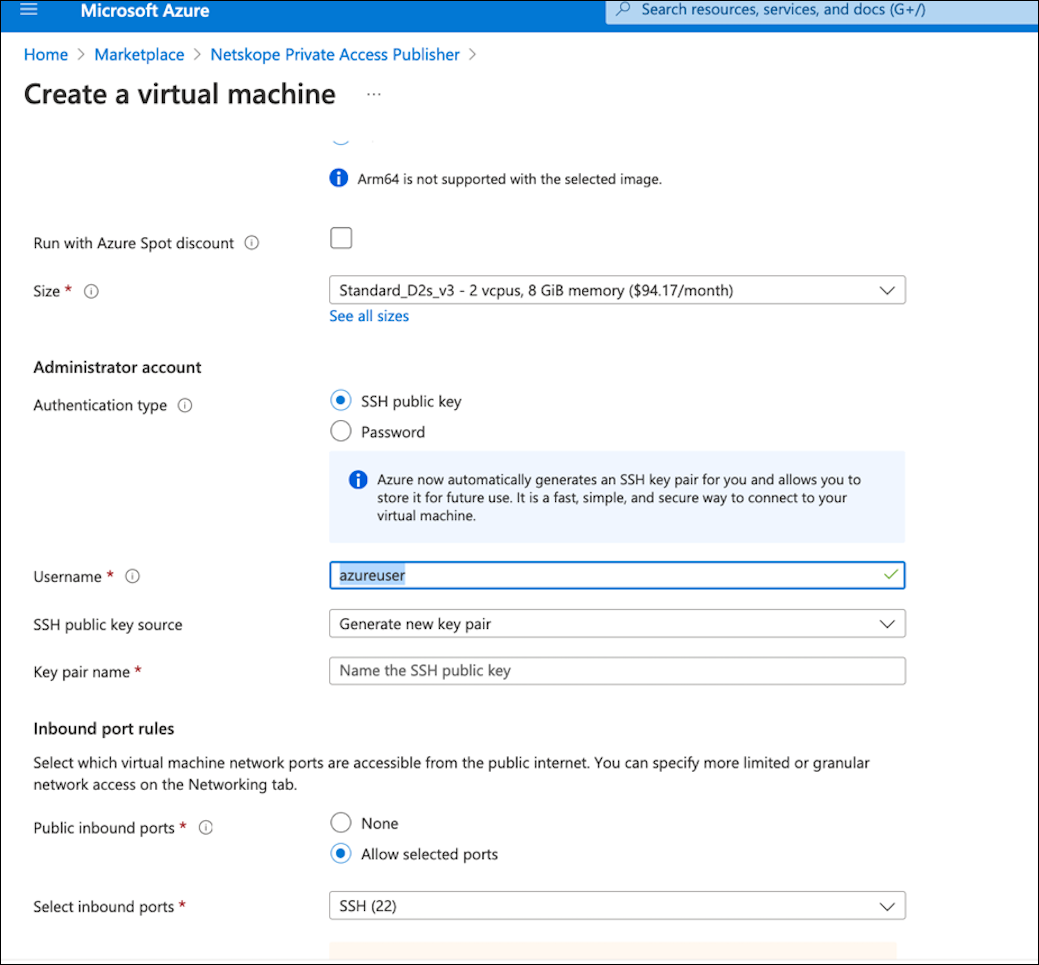 Microsoft Azure
Search resources, services, and docs (G+/)
Home > Marketplace > Netskope Private Access Publisher >
Create a virtual machine ...
Arm64 is not supported with the selected image.
Run with Azure Spot discount
Size *
Standard_D2s_v3 - 2 vcpus, 8 GiB memory ($94.17/month)
See all sizes
Administrator account
Authentication type
SSH public key
Password
Azure now automatically generates an SSH key pair for you and allows you to
store it for future use. It is a fast, simple, and secure way to connect to your
virtual machine.
Username *
azureuser
SSH public key source
Generate new key pair
Key pair name *
Name the SSH public key
Inbound port rules
Select which virtual machine network ports are accessible from the public internet. You can specify more limited or granular
network access on the Networking tab.
Public inbound ports *
None
Allow selected ports
Select inbound ports *
SSH (22)